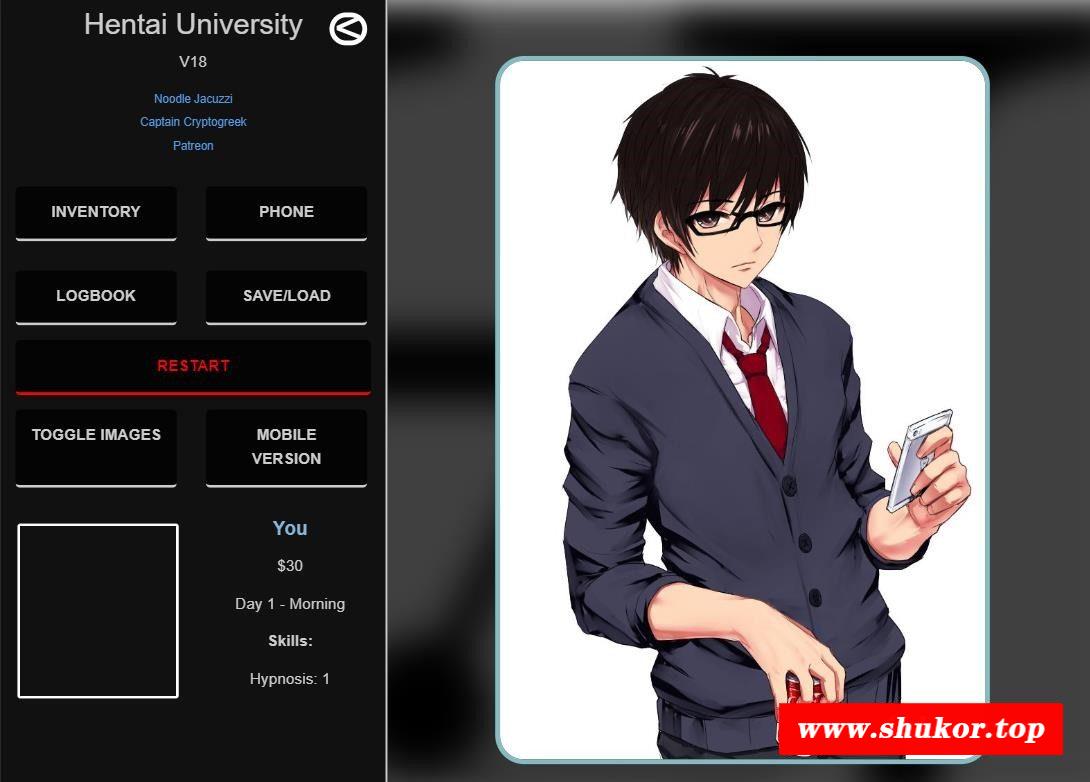 Hentai University
V18
Noodle Jacuzzi
Captain Cryptogreek
Patreon
INVENTORY
PHONE
LOGBOOK
SAVE/LOAD
RESTART
TOGGLE IMAGES
MOBILE
VERSION
You
$30
Day 1 - Morning
Skills:
Hypnosis: 1
www.shukor.top